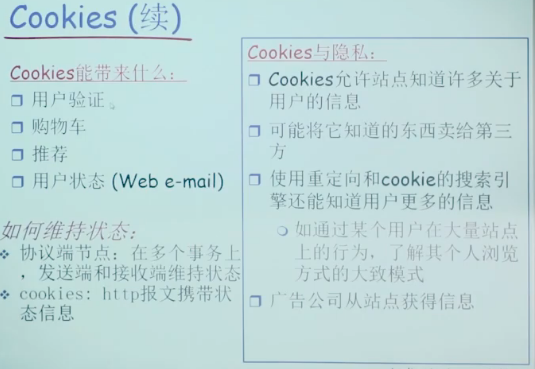 Cookies (续)
Cookies能带来什么:
用户验证。
购物车
推荐
用户状态 (Web e-mail)
如何维持状态:
协议端节点: 在多个事务上
, 发送端和接收端维持状态
cookies: http报文携带状
态信息
Cookies与隐私:
Cookies允许站点知道许多关于
用户的信息
可能将它知道的东西卖给第三
方
使用重定向和cookie的搜索引
擎还能知道用户更多的信息
如通过某个用户在大量站点
上的行为, 了解其个人浏览
方式的大致模式
广告公司从站点获得信息